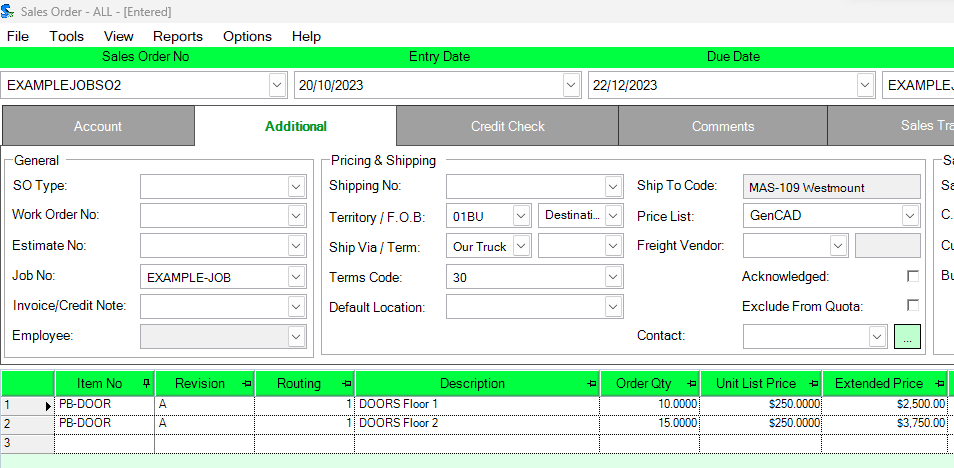 Sales Order - ALL - [Entered]
File Tools View Reports Options Help
Sales Order No Entry Date Due Date
EXAMPLEJOBSO2 20/10/2023 22/12/2023 EXAMPLEJ
Account Additional Credit Check Comments Sales Tra
General Pricing & Shipping Sa
SO Type: Shipping No: Ship To Code: MAS-109 Westmount Sa
Work Order No: Territory / F.O.B: 01BU Destinati... Price List: GenCAD C.
Estimate No: Ship Via / Term: Our Truck Freight Vendor: Cu
Job No: EXAMPLE-JOB Terms Code: 30 Acknowledged: Bu
Invoice/Credit Note: Default Location: Exclude From Quota:
Employee: Contact: ...
Item No Revision Routing Description Order Qty Unit List Price Extended Price
1 PB-DOOR A 1 DOORS Floor 1 10.0000 $250.0000 $2,500.00
2 PB-DOOR A 1 DOORS Floor 2 15.0000 $250.0000 $3,750.00
3